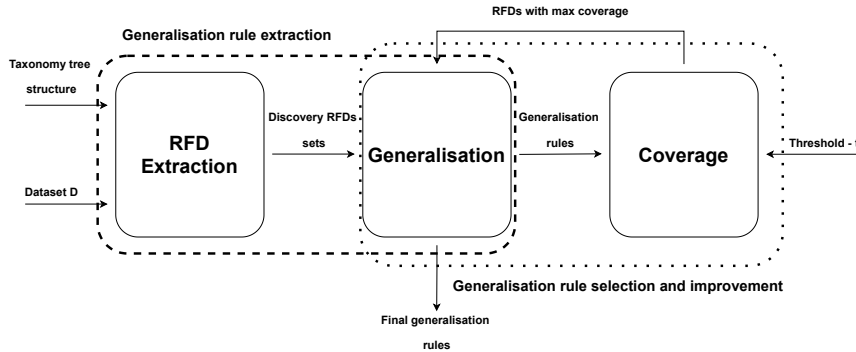 RFDs with max coverage
Generalisation rule extraction
Taxonomy tree
structure
RFD
Extraction
Discovery RFDs
sets
Generalisation
Generalisation
rules
Coverage
Threshold - t
Dataset D
Generalisation rule selection and improvement
Final generalisation
rules